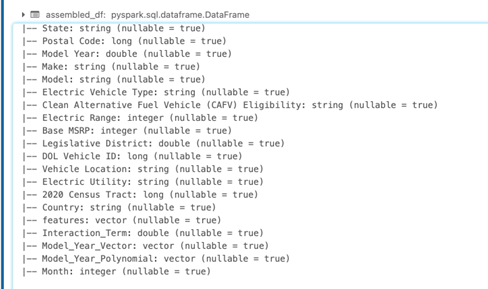 assembled_df: pyspark.sql.dataframe.DataFrame
|-- State: string (nullable = true)
|-- Postal Code: long (nullable = true)
|-- Model Year: double (nullable = true)
|-- Make: string (nullable = true)
|-- Model: string (nullable = true)
|-- Electric Vehicle Type: string (nullable = true)
|-- Clean Alternative Fuel Vehicle (CAFV) Eligibility: string (nullable = true)
|-- Electric Range: integer (nullable = true)
|-- Base MSRP: integer (nullable = true)
|-- Legislative District: double (nullable = true)
|-- DOL Vehicle ID: long (nullable = true)
|-- Vehicle Location: string (nullable = true)
|-- Electric Utility: string (nullable = true)
|-- 2020 Census Tract: long (nullable = true)
|-- Country: string (nullable = true)
|-- features: vector (nullable = true)
|-- Interaction_Term: double (nullable = true)
|-- Model_Year_Vector: vector (nullable = true)
|-- Model_Year_Polynomial: vector (nullable = true)
|-- Month: integer (nullable = true)